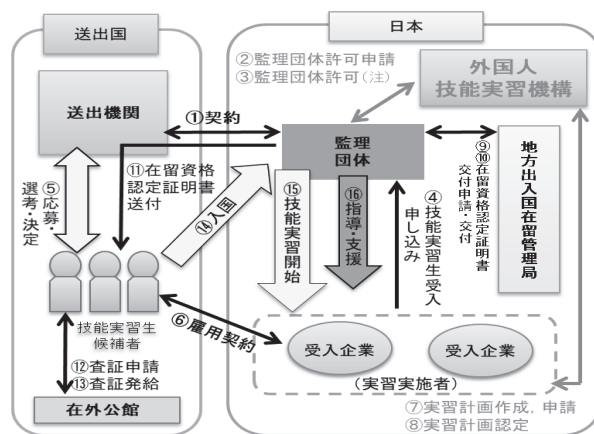 送出国
日本
②監理団体許可申請
③監理団体許可(注)
外国人
技能実習機構
送出機関
①契約
監理
団体
⑪在留資格
認定証明書
送付
⑤応募・
選考・決定
⑭入国
⑮技能実習開始
⑯指導・支援
④技能実習生受入
申し込み
⑨⑩在留資格認定証明書
交付申請・交付
地方出入国在留管理局
技能実習生
候補者
⑥雇用契約
受入企業
受入企業
(実習実施者)
⑫査証申請
⑬査証発給
在外公館
⑦実習計画作成, 申請
⑧実習計画認定